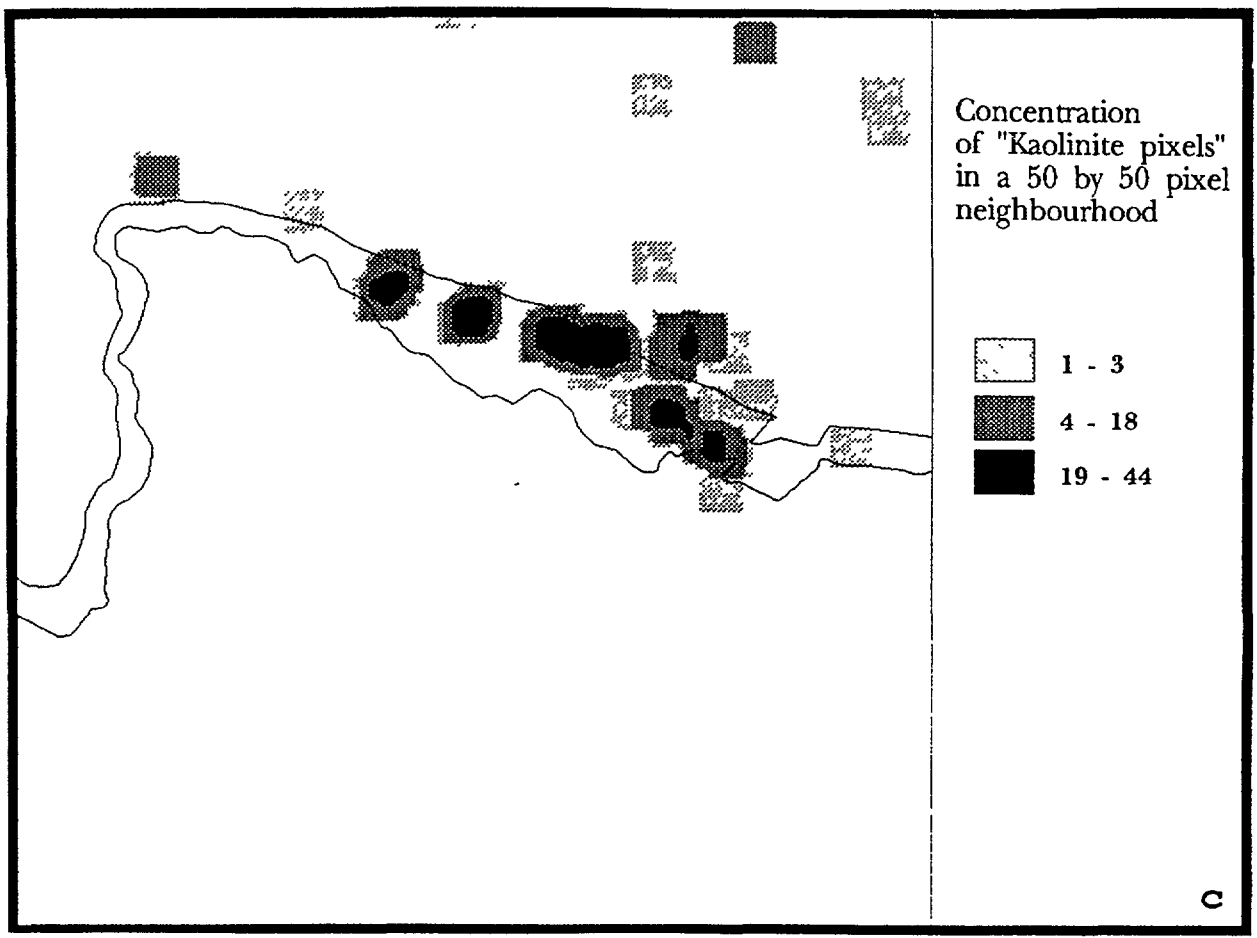 Concentration
of "Kaolinite pixels"
in a 50 by 50 pixel
neighbourhood
1 - 3
4 - 18
19 - 44
C